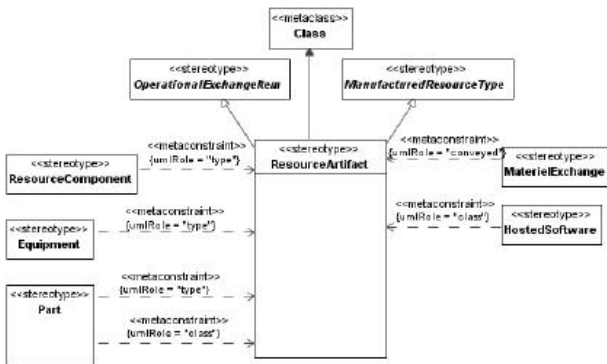 <<metaclass>>
Class
<<stereotype>>
OperationalExchangeItem
<<stereotype>>
ManufacturedResourceType
<<stereotype>>
ResourceArtifact
<<stereotype>>
ResourceComponent
<<metaconstraint>>
{umlRole = "type"}
<<metaconstraint>>
{umlRole = "conveyed"}
<<stereotype>>
MaterielExchange
<<stereotype>>
Equipment
<<metaconstraint>>
{umlRole = "type"}
<<metaconstraint>>
{umlRole = "class"}
<<stereotype>>
HostedSoftware
<<stereotype>>
Part
<<metaconstraint>>
{umlRole = "type"}
<<metaconstraint>>
{umlRole = "class"}